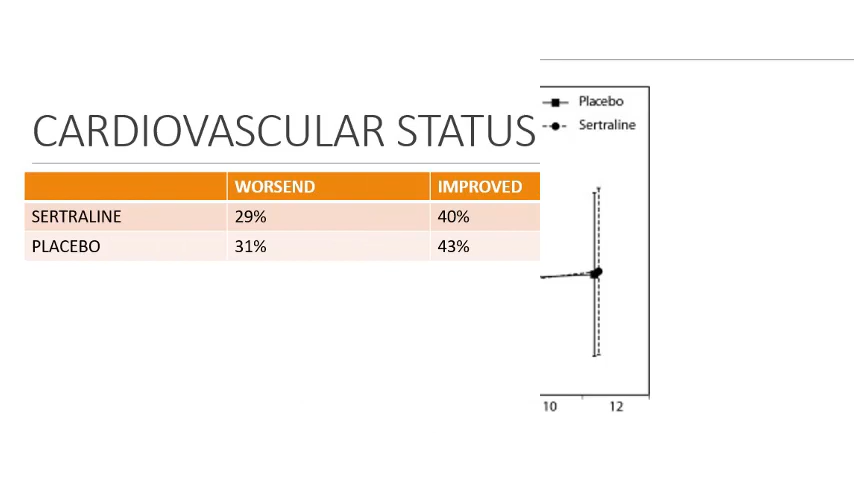 CARDIOVASCULAR STATUS
WORSEND IMPROVED
SERTRALINE 29% 40%
PLACEBO 31% 43%
Placebo
Sertraline
10 12